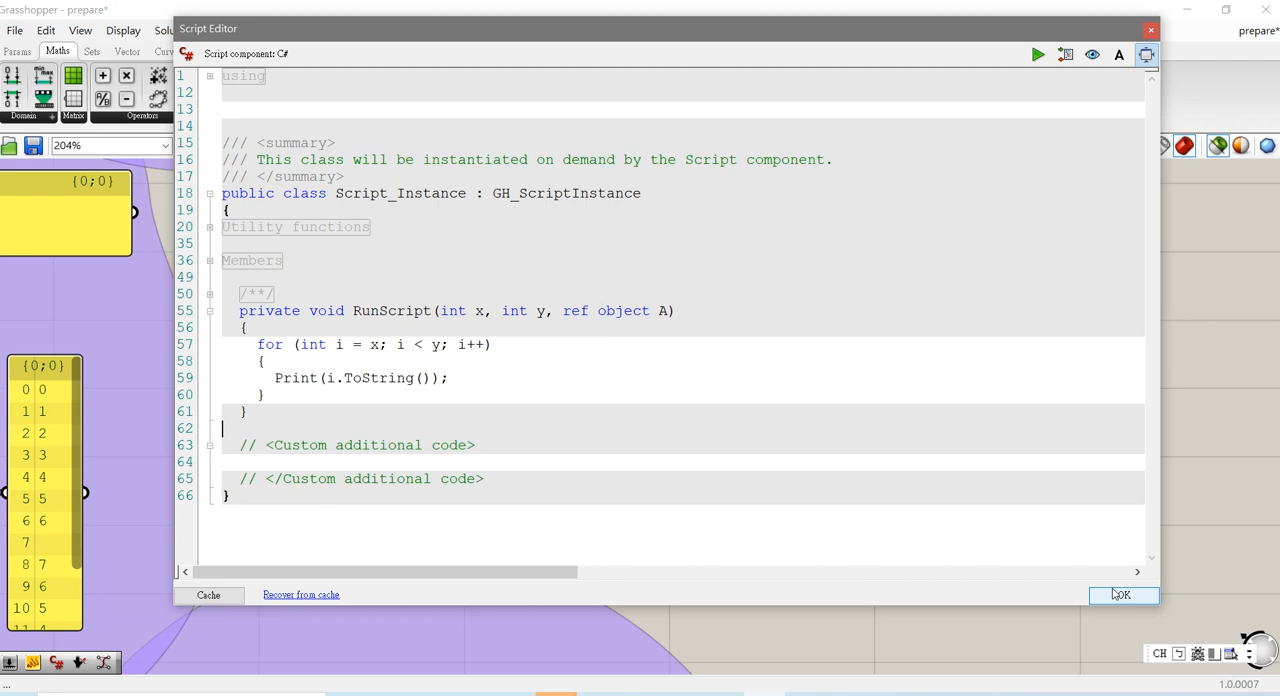 Grasshopper - prepare*
Script Editor
File Edit View Display Solu
prepare*
Script component: C#
A
Params Maths Sets Vector Curv
Domain Matrix Operators
204%
{0;0}
{0;0}
0 0
1 1
2 2
3 3
4 4
5 5
6 6
7
8 7
9 6
10 5
11 4
1 using
12
13
14
15 /// <summary>
16 /// This class will be instantiated on demand by the Script component.
17 /// </summary>
18 public class Script_Instance : GH_ScriptInstance
19 {
20 Utility functions
35
36 Members
49
50 /**/
55 private void RunScript(int x, int y, ref object A)
56 {
57 for (int i = x; i < y; i++)
58 {
59 Print(i.ToString());
60 }
61 }
62
63 // <Custom additional code>
64
65 // </Custom additional code>
66 }
Cache
Recover from cache
OK
CH
...
1.0.0007